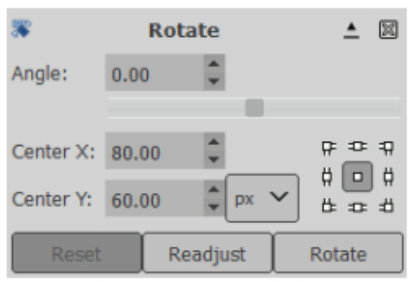 Rotate
Angle: 0.00
Center X: 80.00
Center Y: 60.00 px
Reset Readjust Rotate